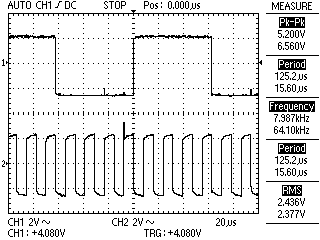 AUTO CH1 ⨍ DC STOP Pos: 0.000µs MEASURE
Pk-Pk
5.200V
6.560V
1
Period
125.2µs
15.60µs
Frequency
7.987kHz
64.10kHz
Period
125.2µs
15.60µs
2
RMS
2.436V
2.377V
CH1 2V ~ CH2 2V ~ 20µs
CH1: +4.080V TRG: +4.080V